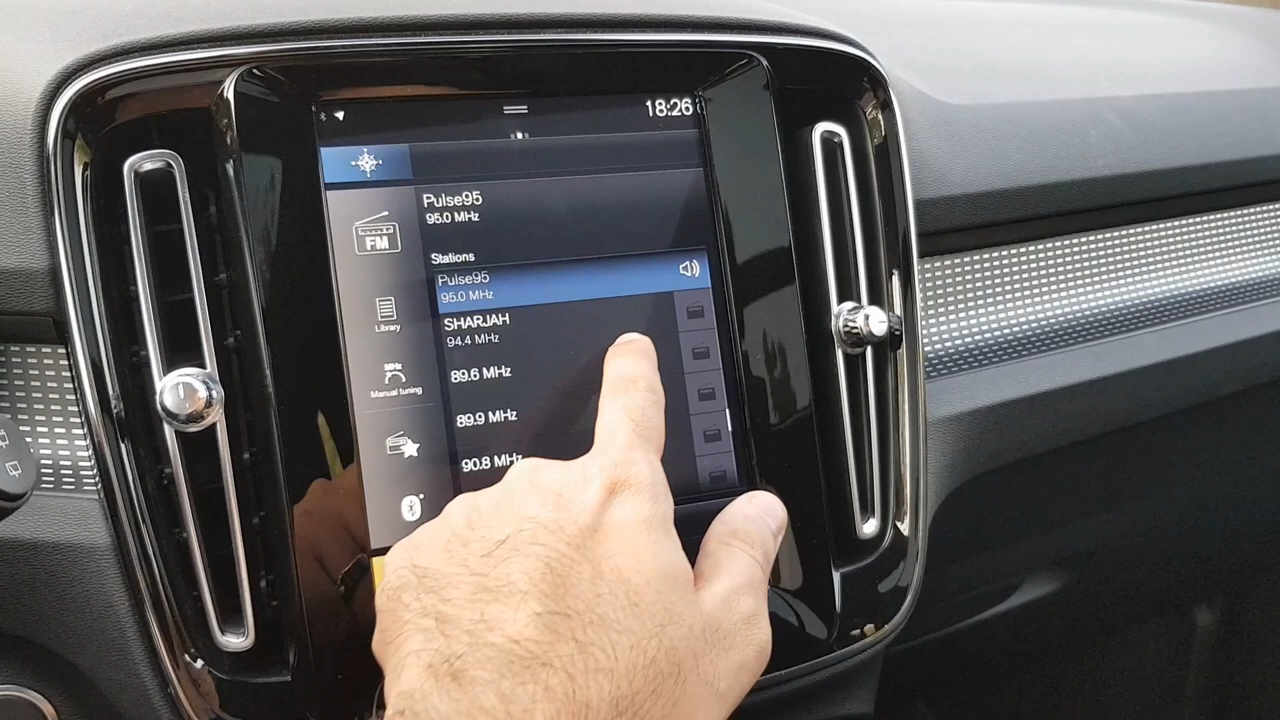 18:26
Pulse95
95.0 MHz
FM
Stations
Pulse95
95.0 MHz
SHARJAH
94.4 MHz
Library
89.6 MHz
MHz
Manual tuning
89.9 MHz
90.8 MHz